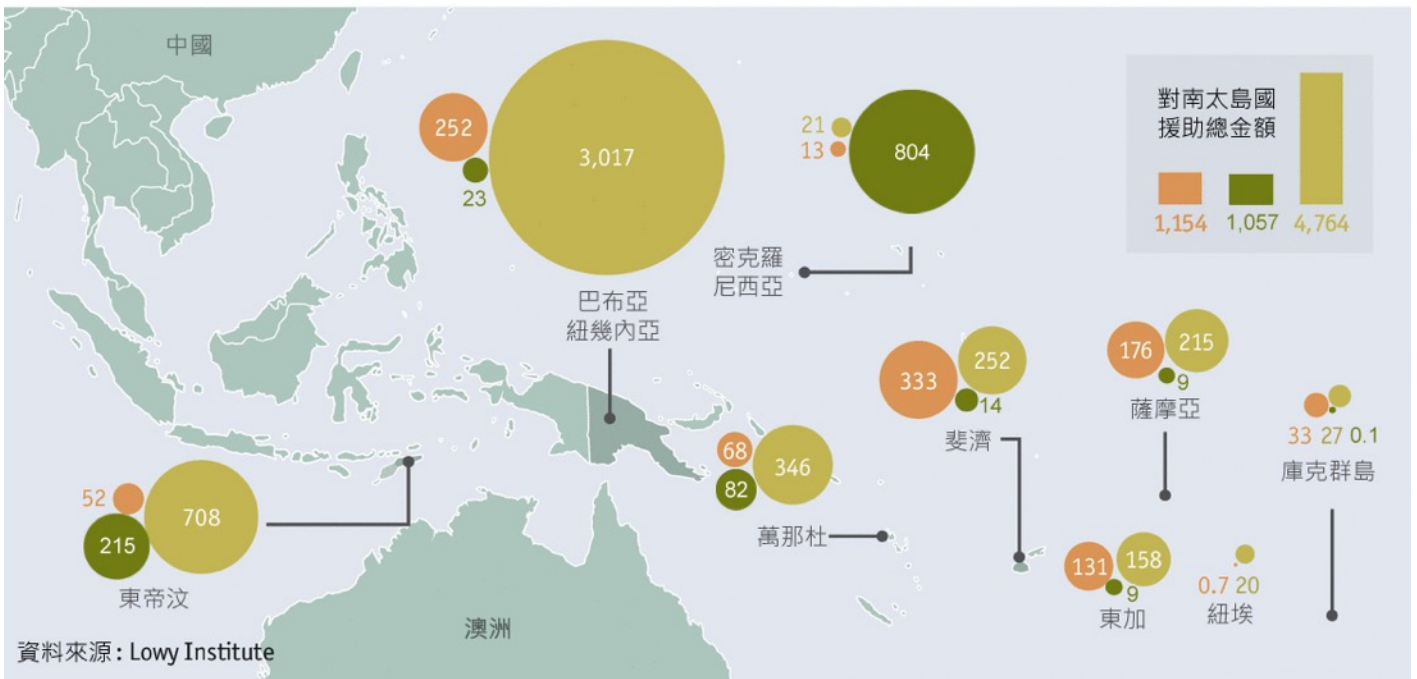 中國
252
23
3,017
巴布亞
紐幾內亞
21
13
804
密克羅
尼西亞
對南太島國
援助總金額
1,154
1,057
4,764
333
252
14
斐濟
176
215
9
薩摩亞
33 27 0.1
庫克群島
68
82
346
萬那杜
52
215
708
東帝汶
131
158
9
東加
0.7 20
紐埃
澳洲
資料來源: Lowy Institute